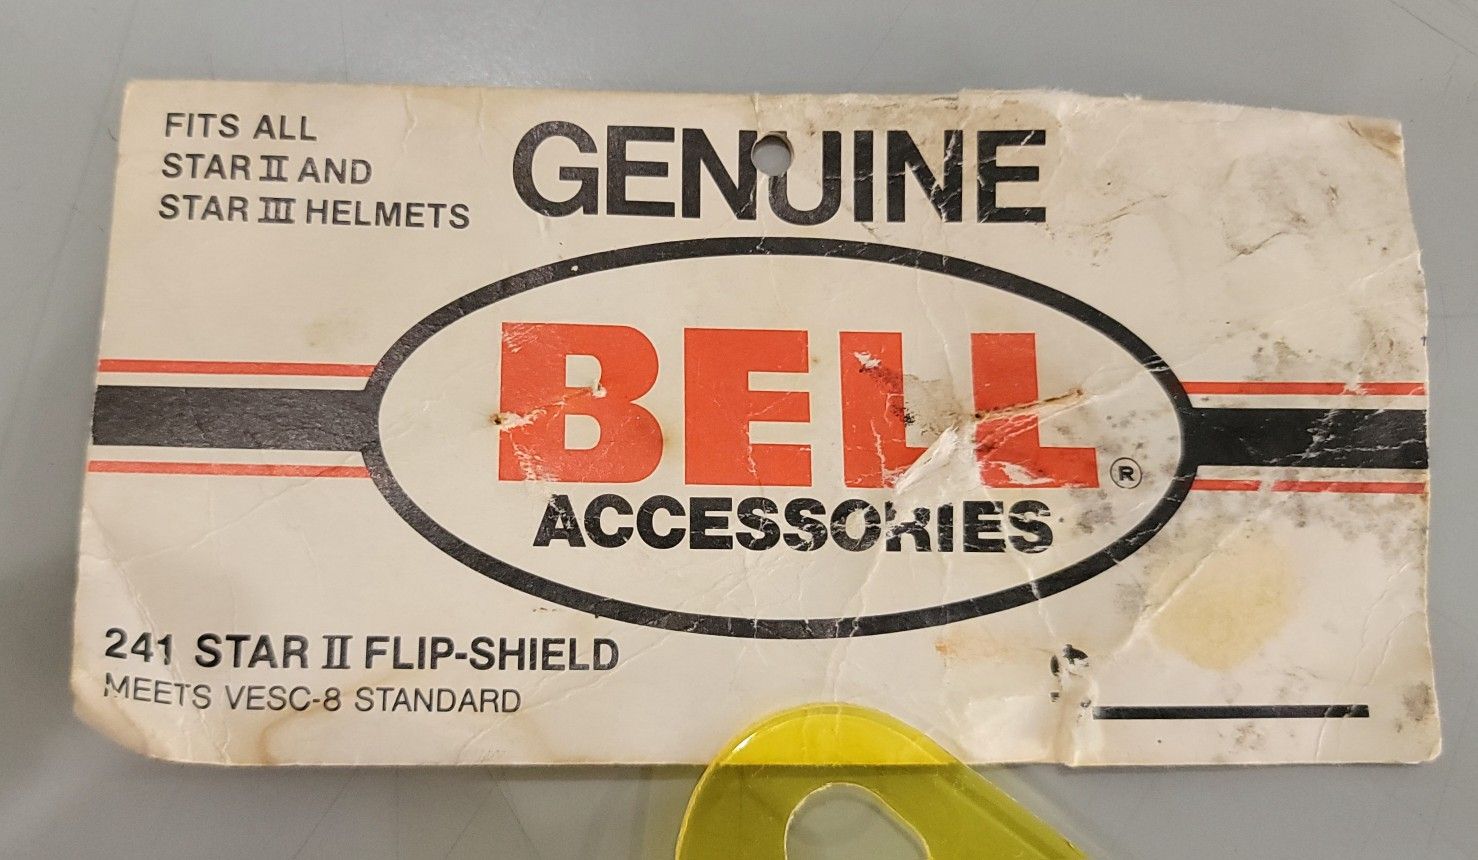 FITS ALL
STAR II AND
STAR III HELMETS
GENUINE
BELL®
ACCESSORIES
241 STAR II FLIP-SHIELD
MEETS VESC-8 STANDARD